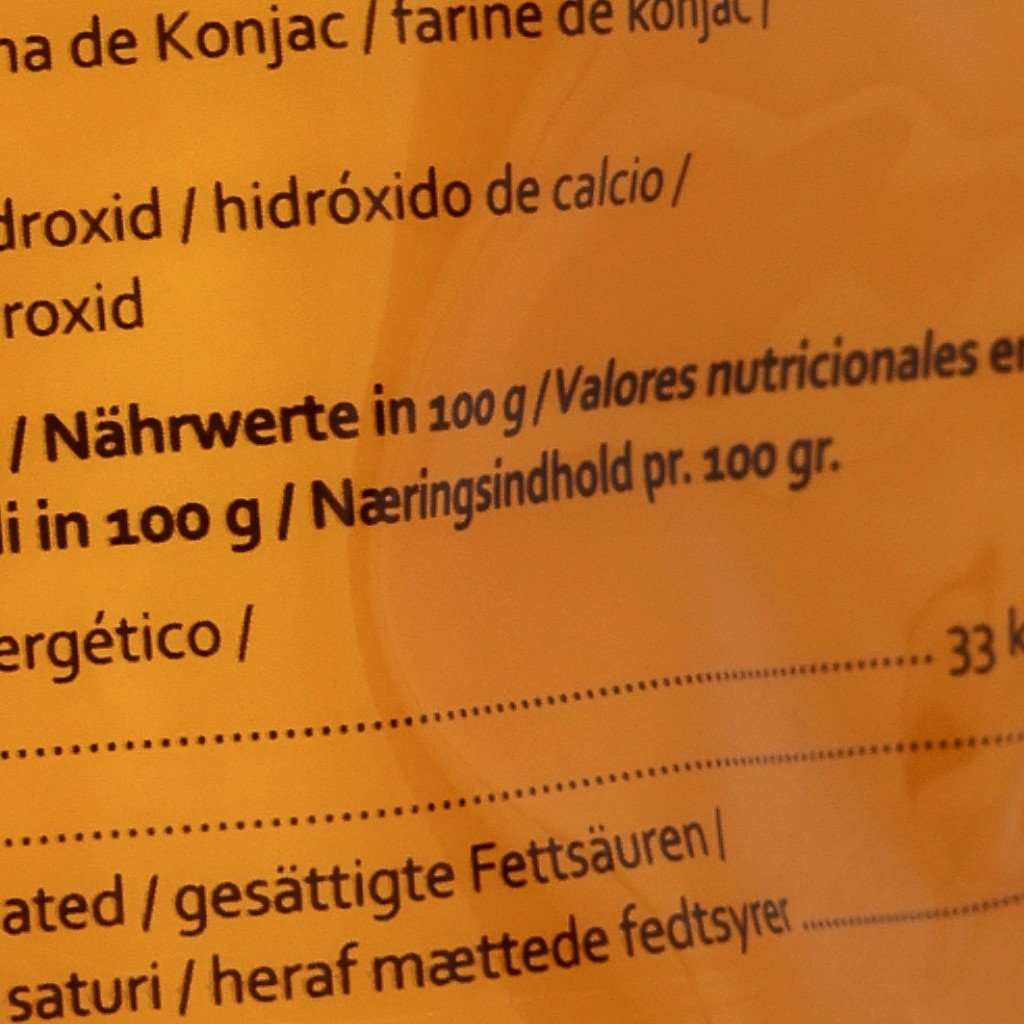 na de Konjac / farine de konjac /
droxid / hidróxido de calcio /
roxid
/ Nährwerte in 100 g / Valores nutricionales en
li in 100 g / Næringsindhold pr. 100 gr.
ergético /
33 k
ated / gesättigte Fettsäuren /
saturi / heraf mættede fedtsyrer